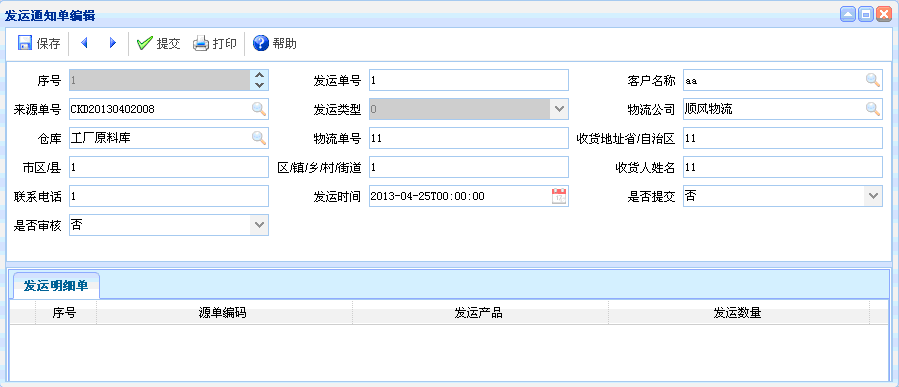 发运通知单编辑
保存 提交 打印 帮助
序号 1 发运单号 1 客户名称 aa
来源单号 CKD20130402008 发运类型 0 物流公司 顺风物流
仓库 工厂原料库 物流单号 11 收货地址省/自治区 11
市区/县 1 区/镇/乡/村/街道 1 收货人姓名 11
联系电话 1 发运时间 2013-04-25T00:00:00 是否提交 否
是否审核 否
发运明细单
序号 源单编码 发运产品 发运数量